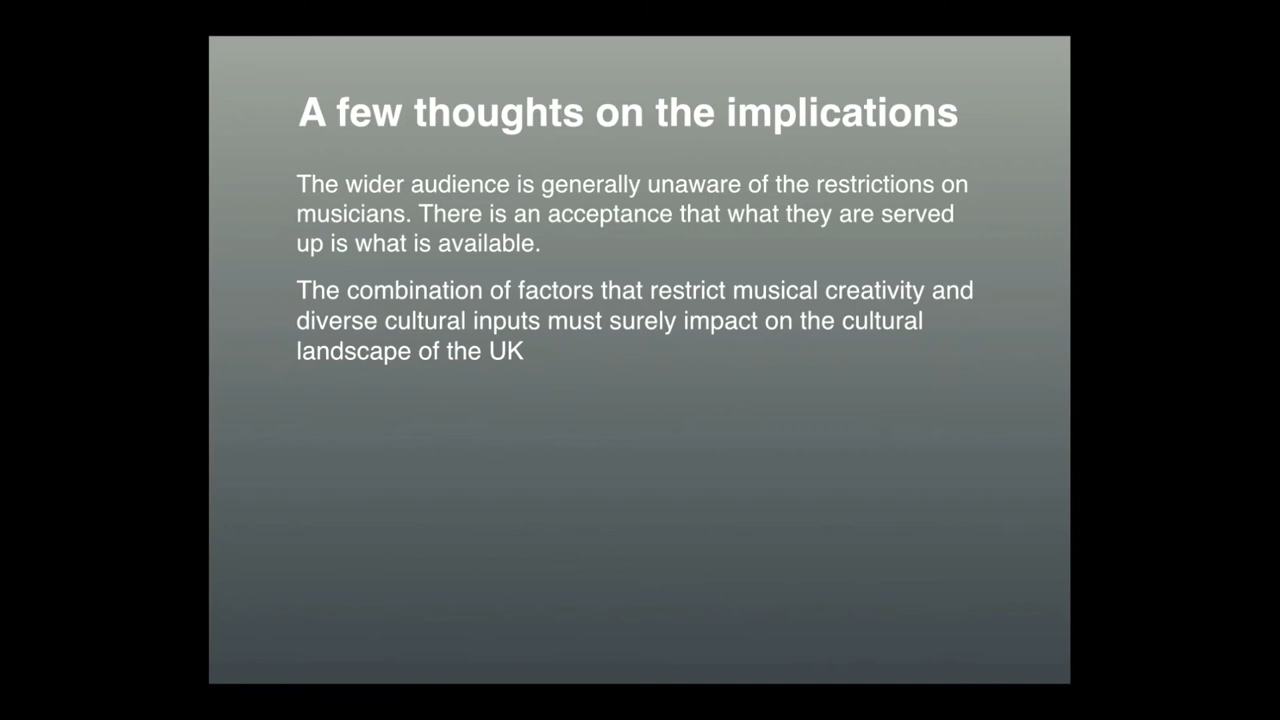 A few thoughts on the implications
The wider audience is generally unaware of the restrictions on
musicians. There is an acceptance that what they are served
up is what is available.
The combination of factors that restrict musical creativity and
diverse cultural inputs must surely impact on the cultural
landscape of the UK